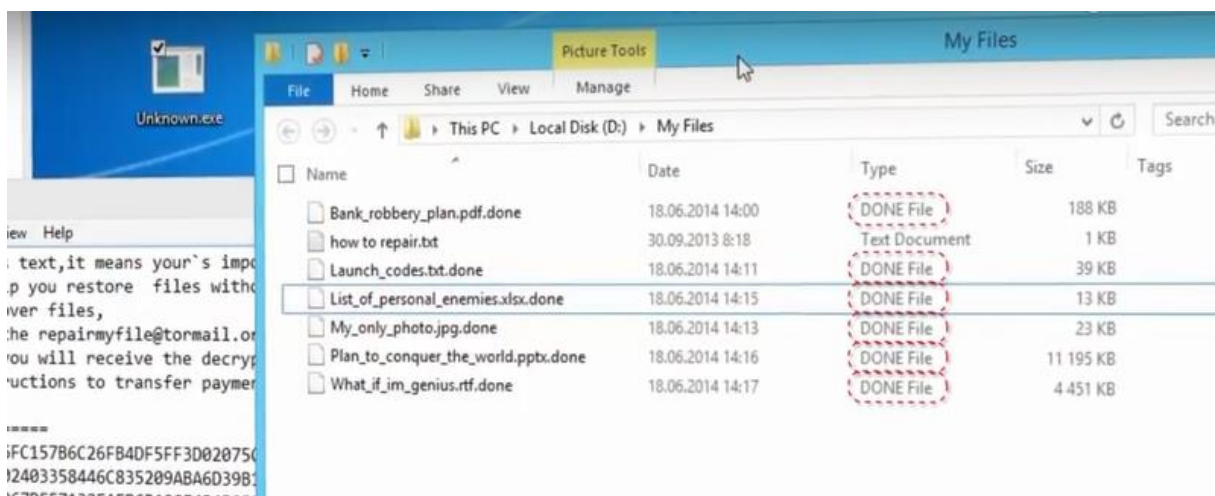 Unknown.exe
Picture Tools
My Files
File Home Share View Manage
This PC Local Disk (D:) My Files
Search
Name Date Type Size Tags
Bank_robbery_plan.pdf.done 18.06.2014 14:00 DONE File 188 KB
how to repair.txt 30.09.2013 8:18 Text Document 1 KB
Launch_codes.txt.done 18.06.2014 14:11 DONE File 39 KB
List_of_personal_enemies.xlsx.done 18.06.2014 14:15 DONE File 13 KB
My_only_photo.jpg.done 18.06.2014 14:13 DONE File 23 KB
Plan_to_conquer_the_world.pptx.done 18.06.2014 14:16 DONE File 11 195 KB
What_if_im_genius.rtf.done 18.06.2014 14:17 DONE File 4 451 KB
iew Help
text,it means your`s impo
p you restore files witho
ver files,
the repairmyfile@tormail.or
you will receive the decryp
uctions to transfer paymen
=====
FC157B6C26FB4DF5FF3D02075
02403358446C835209ABA6D39B